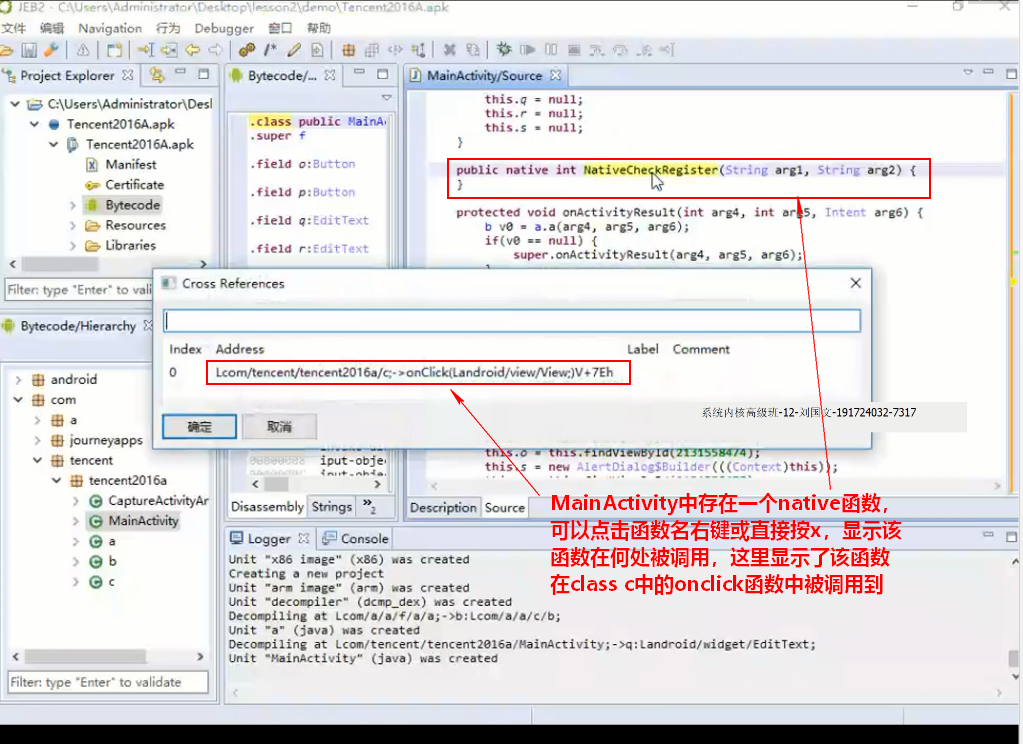 JEB2 - C:\Users\Administrator\Desktop\lesson2\demo\Tencent2016A.apk
文件 编辑 Navigation 行为 Debugger 窗口 帮助
Project Explorer
Bytecode/...
MainActivity/Source
C:\Users\Administrator\Desl
Tencent2016A.apk
Tencent2016A.apk
Manifest
Certificate
Bytecode
Resources
Libraries
Filter: type "Enter" to vali
.class public MainA
.super f
.field o:Button
.field p:Button
.field q:EditText
.field r:EditText
this.q = null;
this.r = null;
this.s = null;
}
public native int NativeCheckRegister(String arg1, String arg2) {
}
protected void onActivityResult(int arg4, int arg5, Intent arg6) {
b v0 = a.a(arg4, arg5, arg6);
if(v0 == null) {
super.onActivityResult(arg4, arg5, arg6);
Cross References
Index Address Label Comment
0 Lcom/tencent/tencent2016a/c;->onClick(Landroid/view/View;)V+7Eh
确定 取消
系统内核高级班-12-刘国文-191724032-7317
Bytecode/Hierarchy
android
com
a
journeyapps
tencent
tencent2016a
CaptureActivityAr
MainActivity
a
b
c
Filter: type "Enter" to validate
iput-obje
this.o = this.findViewById(2131558474);
this.s = new AlertDialog$Builder(((Context)this));
Disassembly Strings »2
Description Source
MainActivity中存在一个native函数，
可以点击函数名右键或直接按x，显示该
函数在何处被调用，这里显示了该函数
在class c中的onclick函数中被调用到
Logger Console
Unit "x86 image" (x86) was created
Creating a new project
Unit "arm image" (arm) was created
Unit "decompiler" (dcmp_dex) was created
Decompiling at Lcom/a/a/f/a/a;->b:Lcom/a/a/c/b;
Unit "a" (java) was created
Decompiling at Lcom/tencent/tencent2016a/MainActivity;->q:Landroid/widget/EditText;
Unit "MainActivity" (java) was created